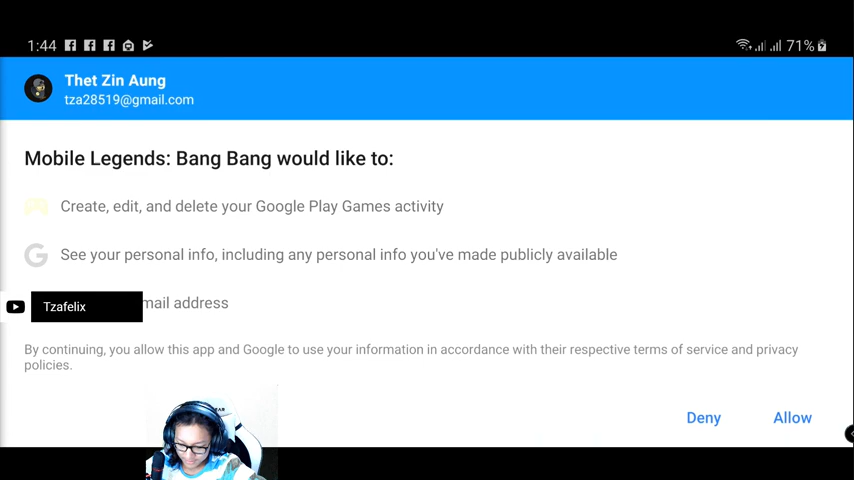 1:44 71%
Thet Zin Aung
tza28519@gmail.com
Mobile Legends: Bang Bang would like to:
Create, edit, and delete your Google Play Games activity
See your personal info, including any personal info you've made publicly available
Tzafelix mail address
By continuing, you allow this app and Google to use your information in accordance with their respective terms of service and privacy
policies.
Deny Allow